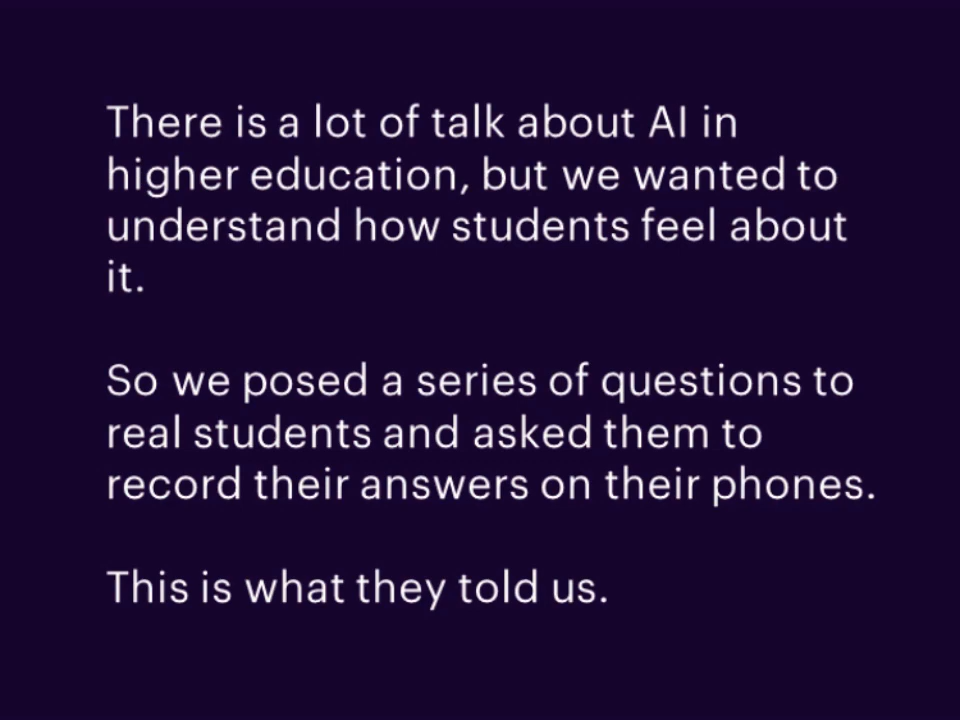 There is a lot of talk about AI in
higher education, but we wanted to
understand how students feel about
it.
So we posed a series of questions to
real students and asked them to
record their answers on their phones.
This is what they told us.